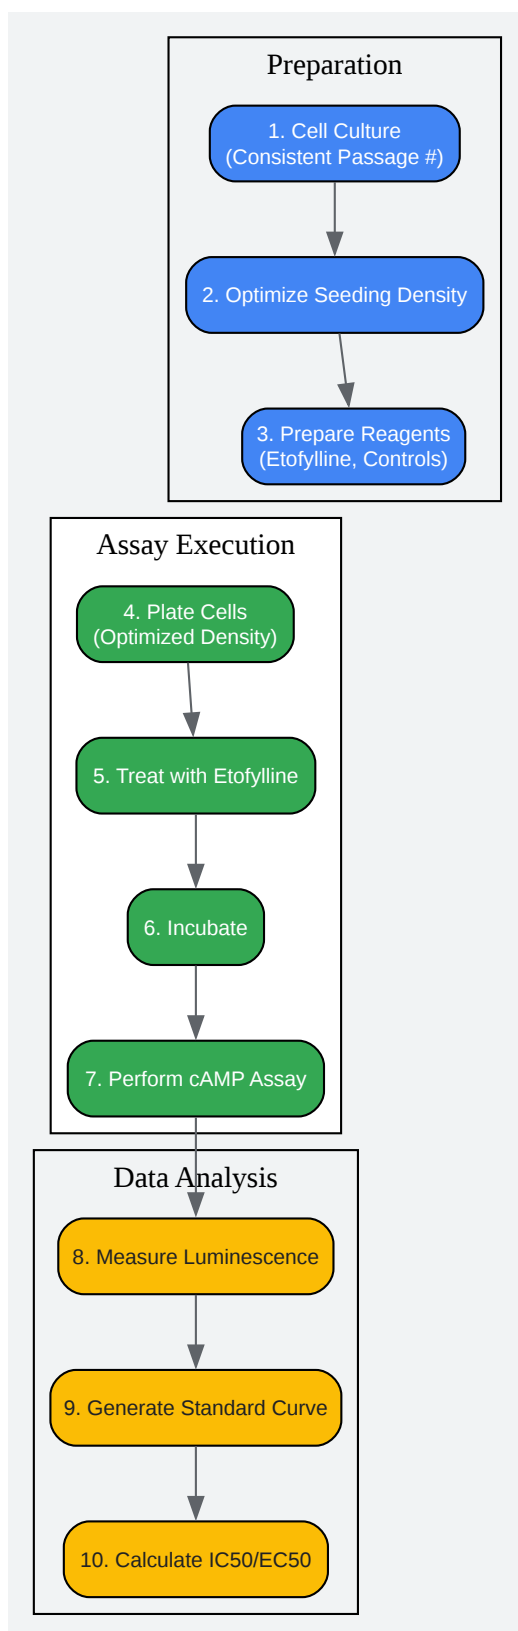 Preparation
1. Cell Culture
(Consistent Passage #)
2. Optimize Seeding Density
3. Prepare Reagents
(Etofylline, Controls)
Assay Execution
4. Plate Cells
(Optimized Density)
5. Treat with Etofylline
6. Incubate
7. Perform cAMP Assay
Data Analysis
8. Measure Luminescence
9. Generate Standard Curve
10. Calculate IC50/EC50